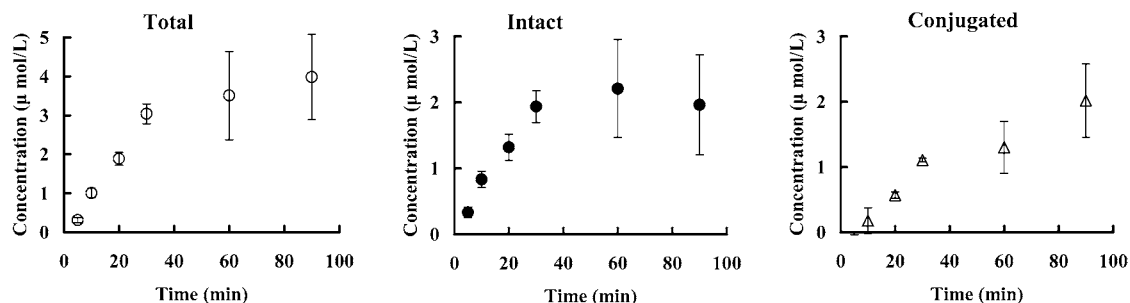 Total
Concentration (μ mol/L)
5
4
3
2
1
0
0 20 40 60 80 100
Time (min)
Intact
Concentration (μ mol/L)
3
2
1
0
0 20 40 60 80 100
Time (min)
Conjugated
Concentration (μ mol/L)
3
2
1
0
0 20 40 60 80 100
Time (min)